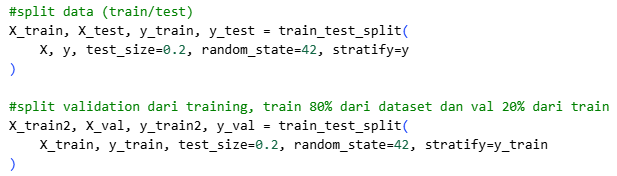 #split data (train/test)
X_train, X_test, y_train, y_test = train_test_split(
    X, y, test_size=0.2, random_state=42, stratify=y
)

#split validation dari training, train 80% dari dataset dan val 20% dari train
X_train2, X_val, y_train2, y_val = train_test_split(
    X_train, y_train, test_size=0.2, random_state=42, stratify=y_train
)